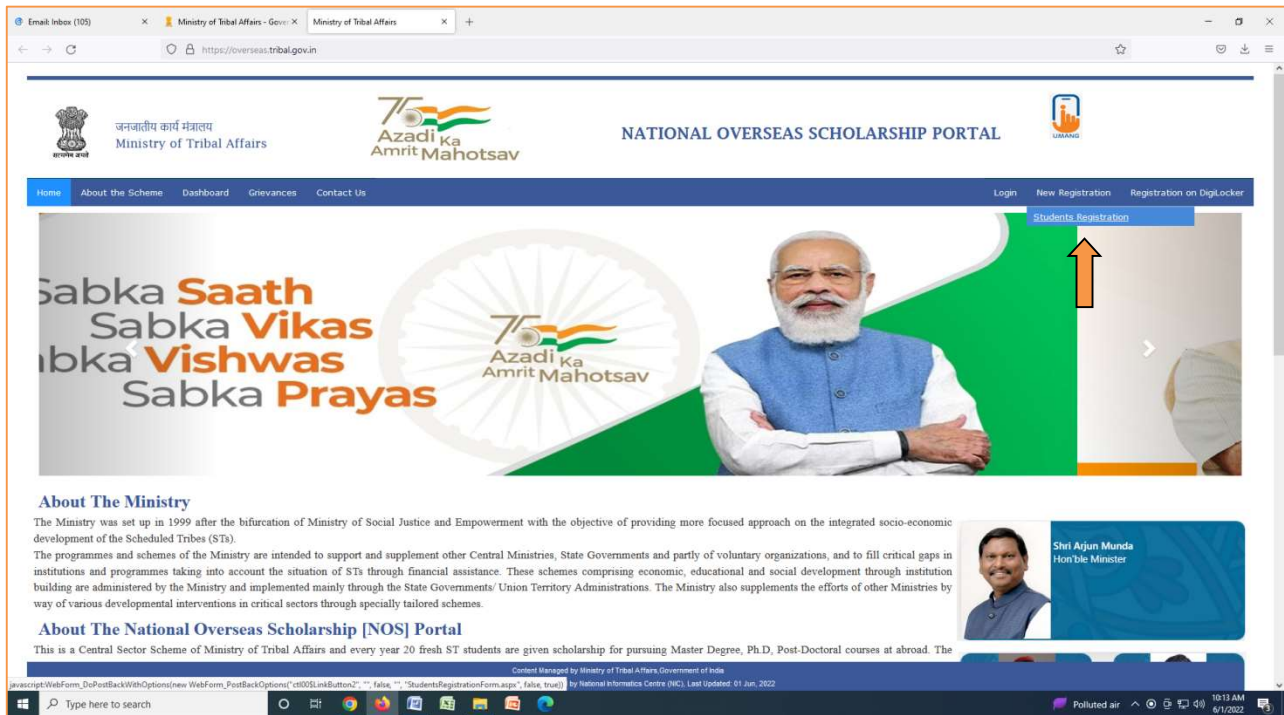 Email: Inbox (105)
Ministry of Tribal Affairs - Gover
Ministry of Tribal Affairs
https://overseas.tribal.gov.in
सत्यमेव जयते
जनजातीय कार्य मंत्रालय
Ministry of Tribal Affairs
75
Azadi Ka
Amrit Mahotsav
NATIONAL OVERSEAS SCHOLARSHIP PORTAL
UMANG
Home About the Scheme Dashboard Grievances Contact Us Login New Registration Registration on DigiLocker
Students Registration
Sabka Saath
Sabka Vikas
abka Vishwas
Sabka Prayas
75
Azadi Ka
Amrit Mahotsav
About The Ministry
The Ministry was set up in 1999 after the bifurcation of Ministry of Social Justice and Empowerment with the objective of providing more focused approach on the integrated socio-economic
development of the Scheduled Tribes (STs).
The programmes and schemes of the Ministry are intended to support and supplement other Central Ministries, State Governments and partly of voluntary organizations, and to fill critical gaps in
institutions and programmes taking into account the situation of STs through financial assistance. These schemes comprising economic, educational and social development through institution
building are administered by the Ministry and implemented mainly through the State Governments/ Union Territory Administrations. The Ministry also supplements the efforts of other Ministries by
way of various developmental interventions in critical sectors through specially tailored schemes.
Shri Arjun Munda
Hon'ble Minister
About The National Overseas Scholarship [NOS] Portal
This is a Central Sector Scheme of Ministry of Tribal Affairs and every year 20 fresh ST students are given scholarship for pursuing Master Degree, Ph.D, Post-Doctoral courses at abroad. The
Content Managed by Ministry of Tribal Affairs, Government of India
javascript:WebForm_DoPostBackWithOptions(new WebForm_PostBackOptions("ctl00$LinkButton2", "", false, "", "StudentsRegistrationForm.aspx", false, true)) by National Informatics Centre (NIC), Last Updated: 01 Jun, 2022
Type here to search
Polluted air
10:13 AM
6/1/2022
3